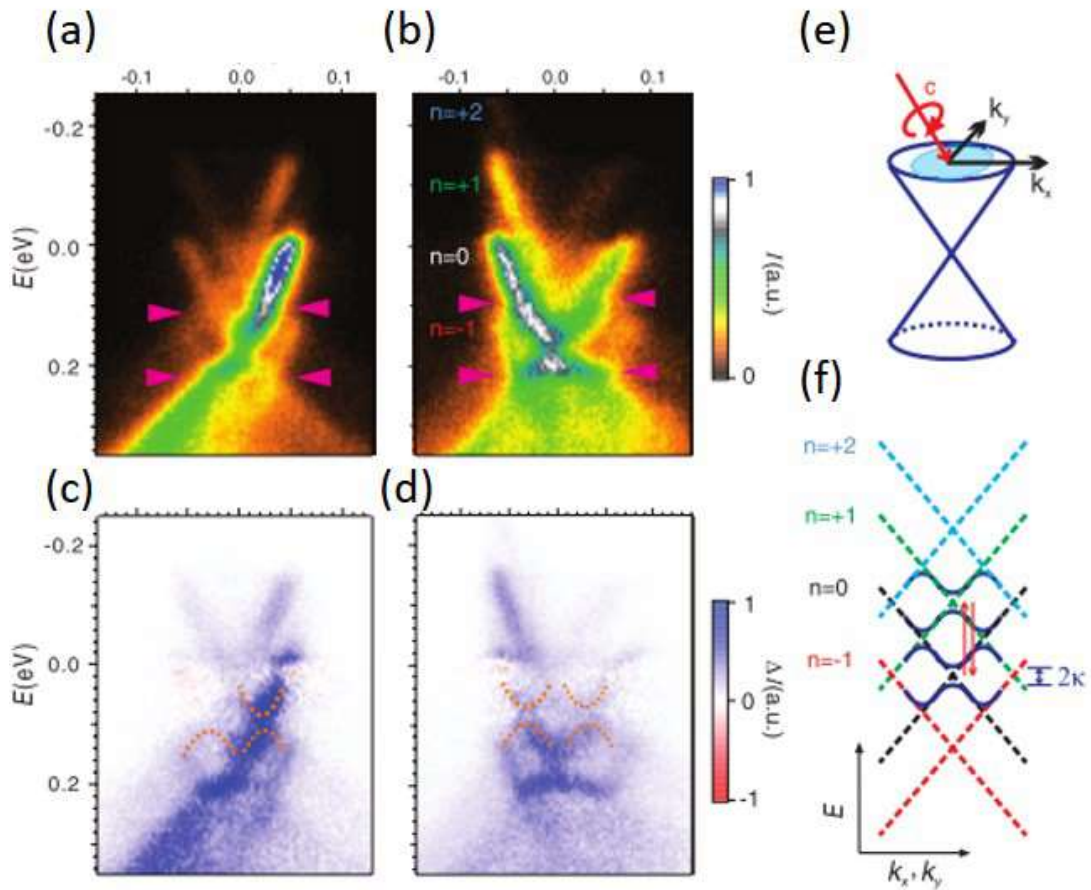 (a)
-0.1 0.0 0.1
-0.2
0.0
0.2
E(eV)
(b)
-0.1 0.0 0.1
n=+2
n=+1
n=0
n=-1
1
0
I(a.u.)
(c)
-0.2
0.0
0.2
E(eV)
(d)
1
0
-1
ΔI(a.u.)
(e)
c
k_y
k_x
(f)
n=+2
n=+1
n=0
n=-1
2κ
E
k_x, k_y